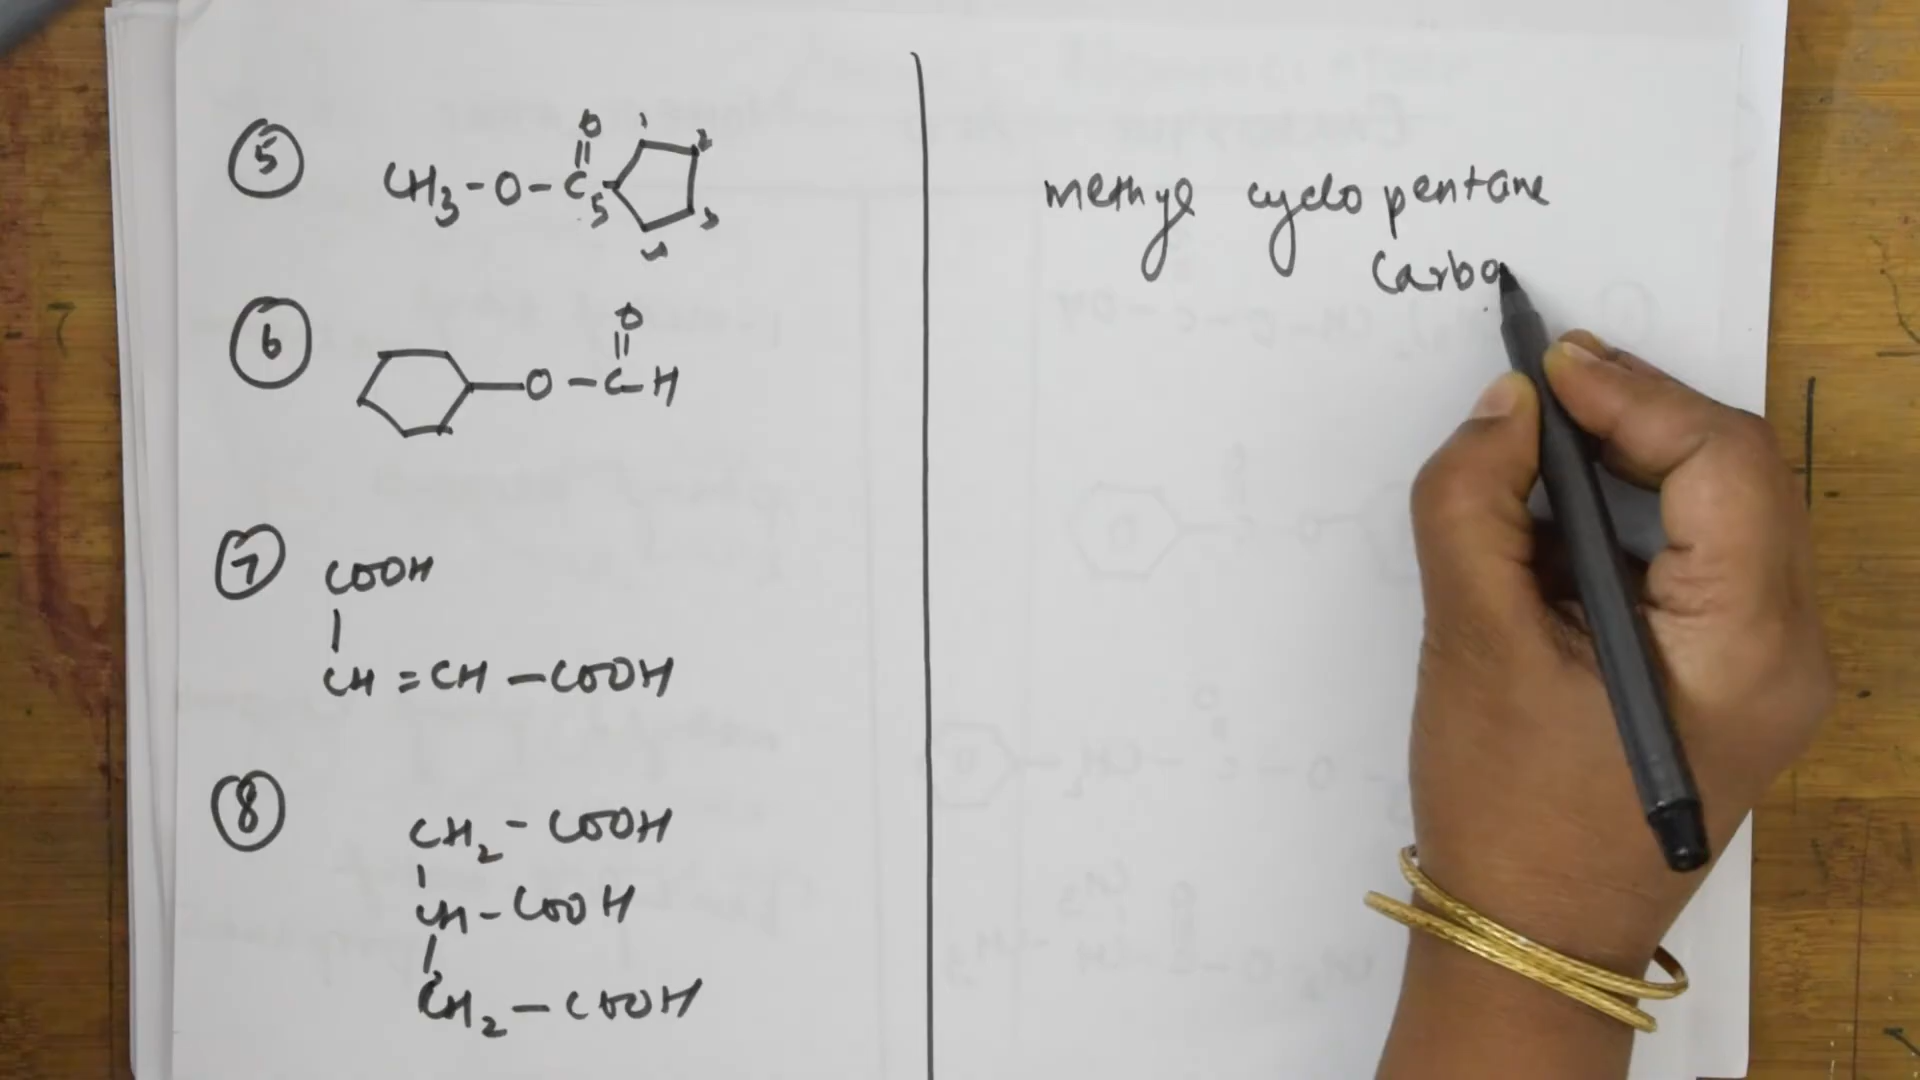 5
O
||
CH3-O-C
1
2
3
4
5
6
O
||
-O-C-H
7
COOH
|
CH=CH-COOH
8
CH2-COOH
|
CH-COOH
|
CH2-COOH
methyl cyclopentane
Carbo